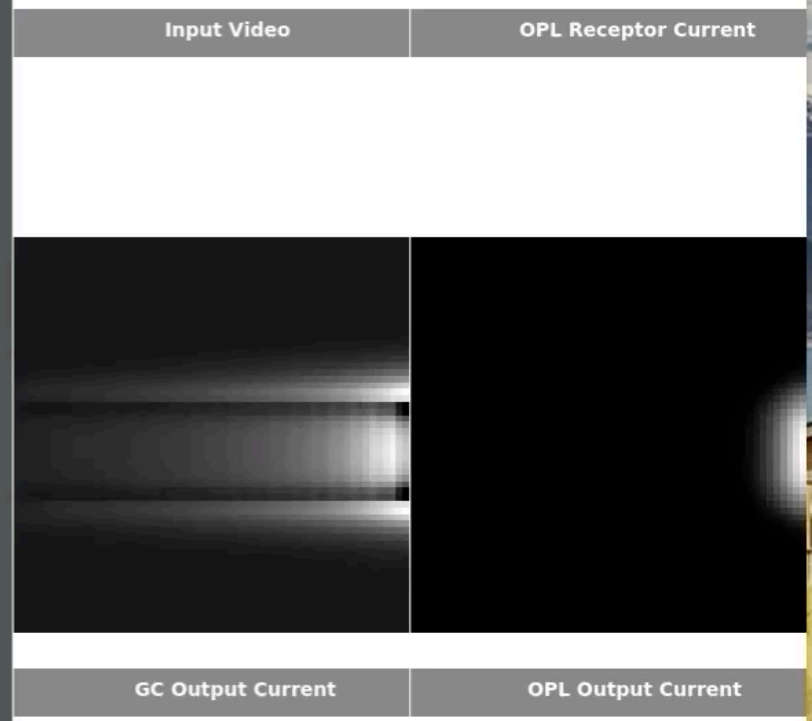 Input Video
OPL Receptor Current
GC Output Current
OPL Output Current